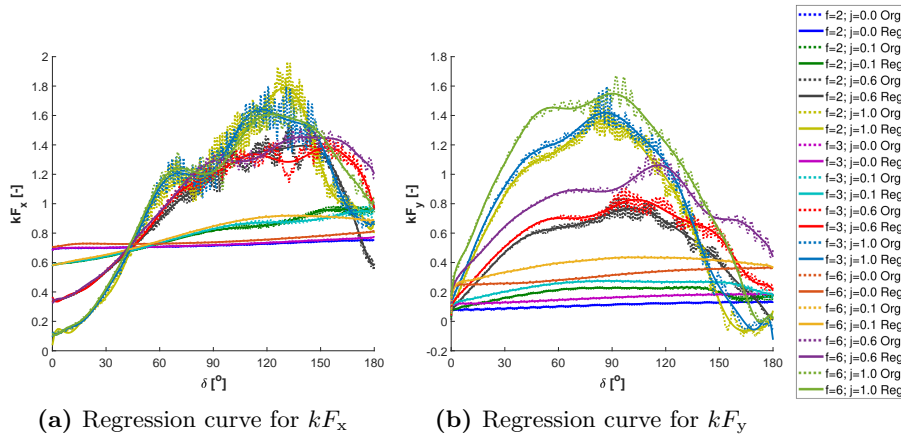 2
1.8
1.6
1.4
1.2
1
0.8
0.6
0.4
0.2
0
kFx [-]
0 30 60 90 120 150 180
δ [º]
2
1.8
1.6
1.4
1.2
1
0.8
0.6
0.4
0.2
0
-0.2
kFy [-]
0 30 60 90 120 150 180
δ [º]
f=2; j=0.0 Org
f=2; j=0.0 Reg
f=2; j=0.1 Org
f=2; j=0.1 Reg
f=2; j=0.6 Org
f=2; j=0.6 Reg
f=2; j=1.0 Org
f=2; j=1.0 Reg
f=3; j=0.0 Org
f=3; j=0.0 Reg
f=3; j=0.1 Org
f=3; j=0.1 Reg
f=3; j=0.6 Org
f=3; j=0.6 Reg
f=3; j=1.0 Org
f=3; j=1.0 Reg
f=6; j=0.0 Org
f=6; j=0.0 Reg
f=6; j=0.1 Org
f=6; j=0.1 Reg
f=6; j=0.6 Org
f=6; j=0.6 Reg
f=6; j=1.0 Org
f=6; j=1.0 Reg
(a) Regression curve for kFx
(b) Regression curve for kFy